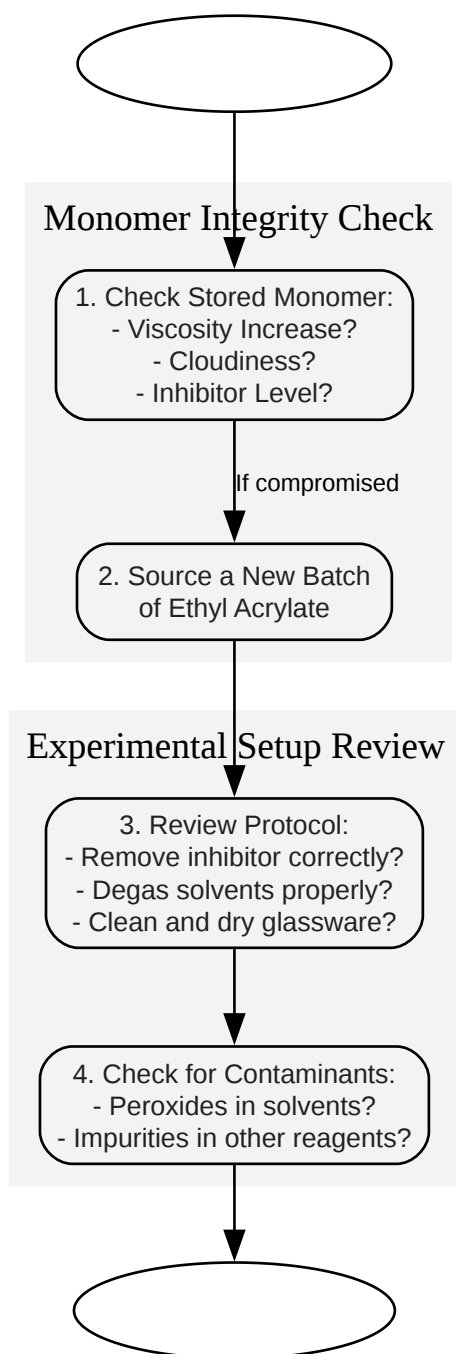 Monomer Integrity Check
1. Check Stored Monomer:
- Viscosity Increase?
- Cloudiness?
- Inhibitor Level?
If compromised
2. Source a New Batch
of Ethyl Acrylate
Experimental Setup Review
3. Review Protocol:
- Remove inhibitor correctly?
- Degas solvents properly?
- Clean and dry glassware?
4. Check for Contaminants:
- Peroxides in solvents?
- Impurities in other reagents?